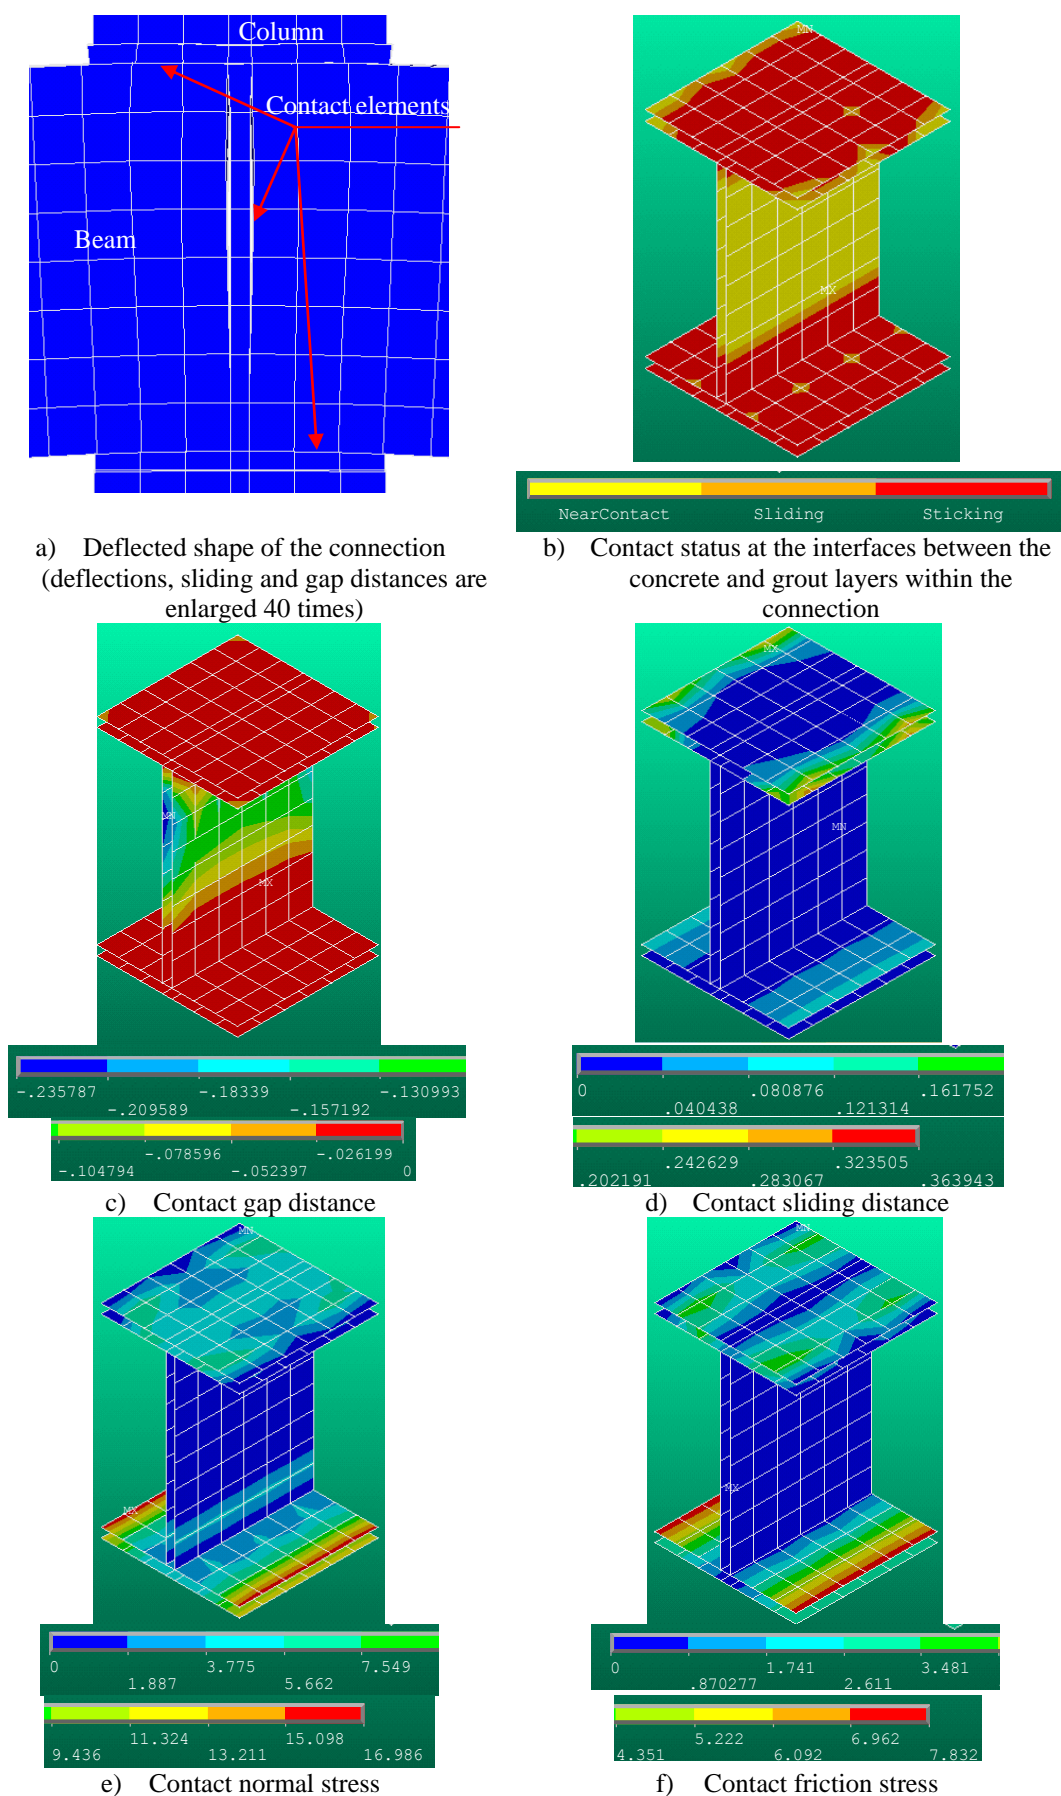 Column
Contact elements
Beam
MN
MX
NearContact Sliding Sticking
a) Deflected shape of the connection
(deflections, sliding and gap distances are
enlarged 40 times)
b) Contact status at the interfaces between the
concrete and grout layers within the
connection
MN
MX
-.235787 -.18339 -.130993
-.209589 -.157192
-.078596 -.026199
-.104794 -.052397 0
c) Contact gap distance
MX
MN
0 .080876 .161752
.040438 .121314
.242629 .323505
.202191 .283067 .363943
d) Contact sliding distance
MN
MX
0 3.775 7.549
1.887 5.662
11.324 15.098
9.436 13.211 16.986
e) Contact normal stress
MN
MX
0 1.741 3.481
.870277 2.611
5.222 6.962
4.351 6.092 7.832
f) Contact friction stress